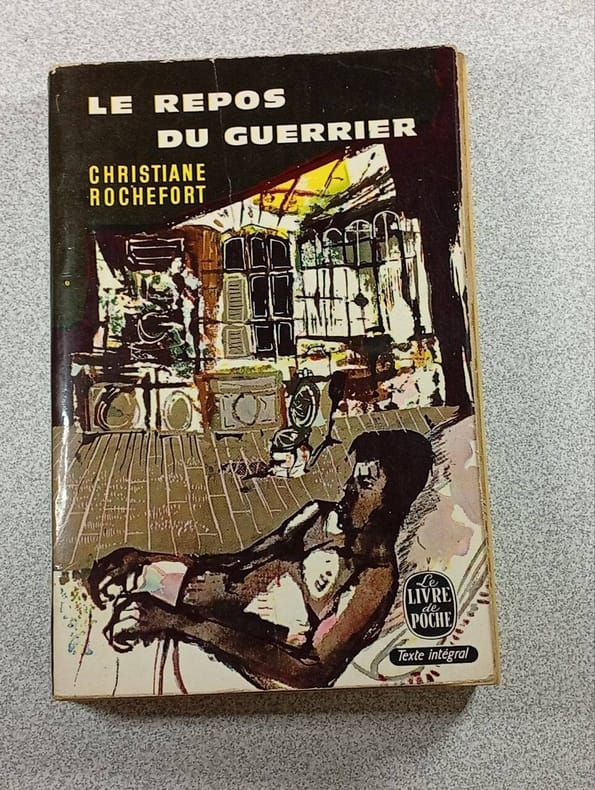 LE REPOS
DU GUERRIER
CHRISTIANE
ROCHEFORT
Le
LIVRE
de
POCHE
Texte intégral